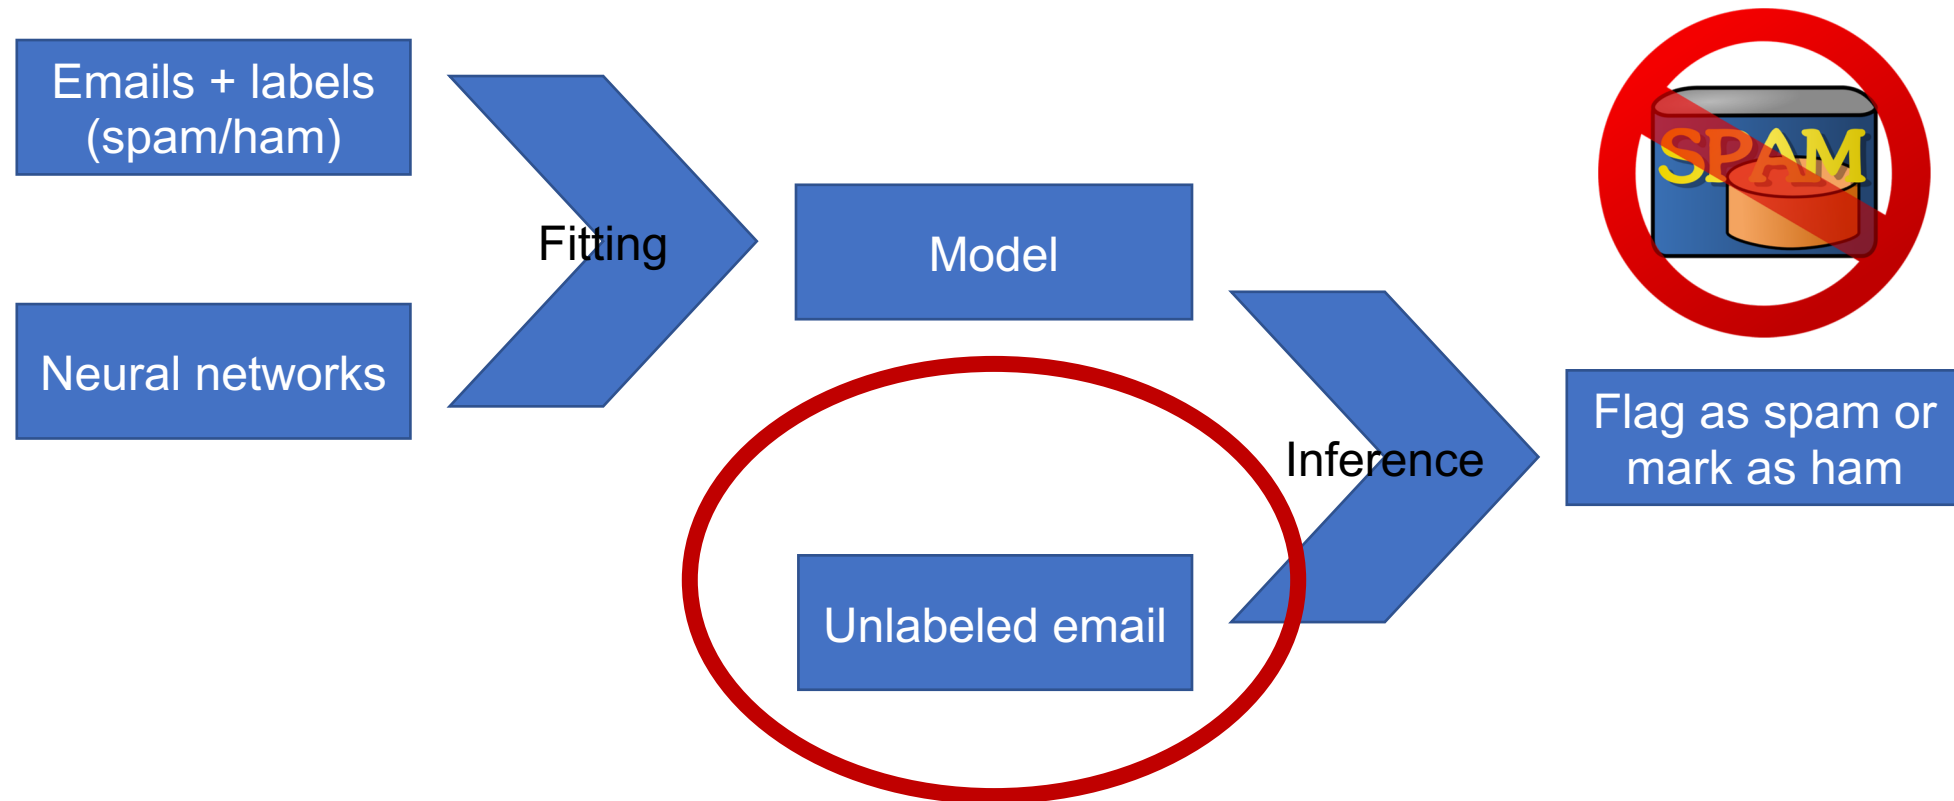 Emails + labels
(spam/ham)
Neural networks
Fitting
Model
Unlabeled email
Inference
SPAM
Flag as spam or
mark as ham